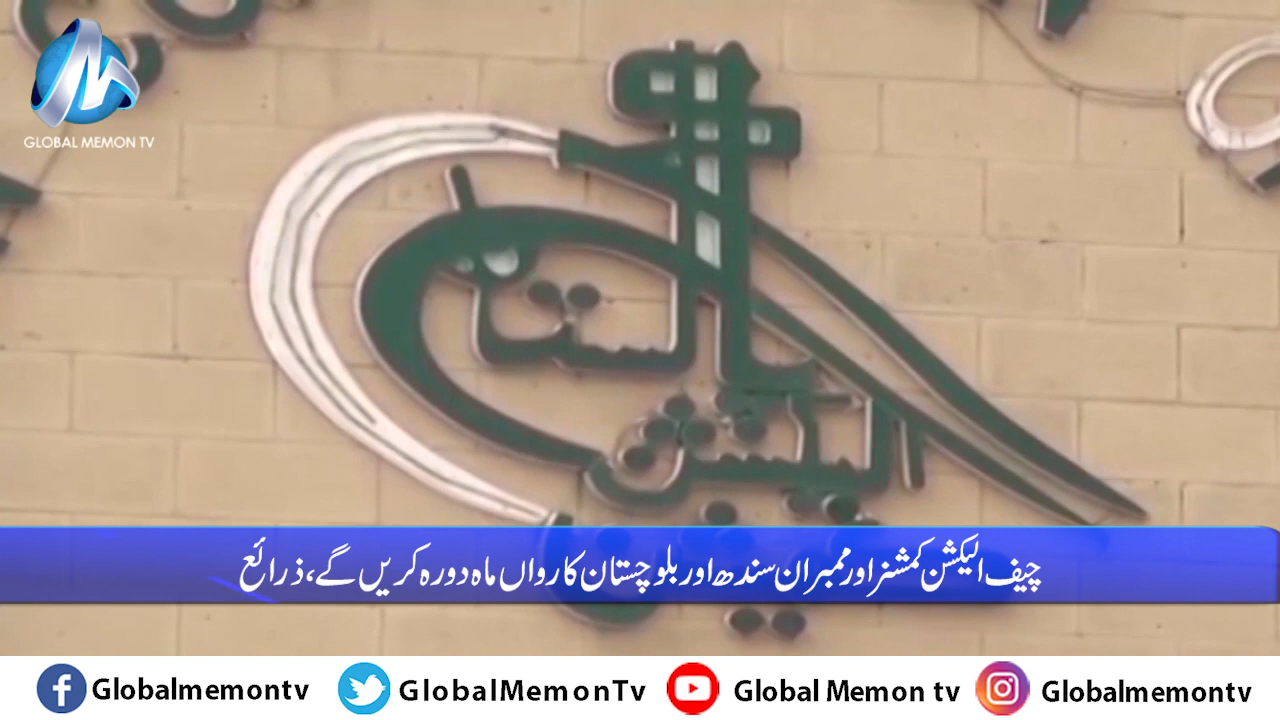 GLOBAL MEMON TV
پاکستان
الیکشن
چیف الیکشن کمشنر اور ممبران سندھ اور بلوچستان کا رواں ماہ دورہ کریں گے، ذرائع
Globalmemontv
GlobalMemonTv
Global Memon tv
Globalmemontv